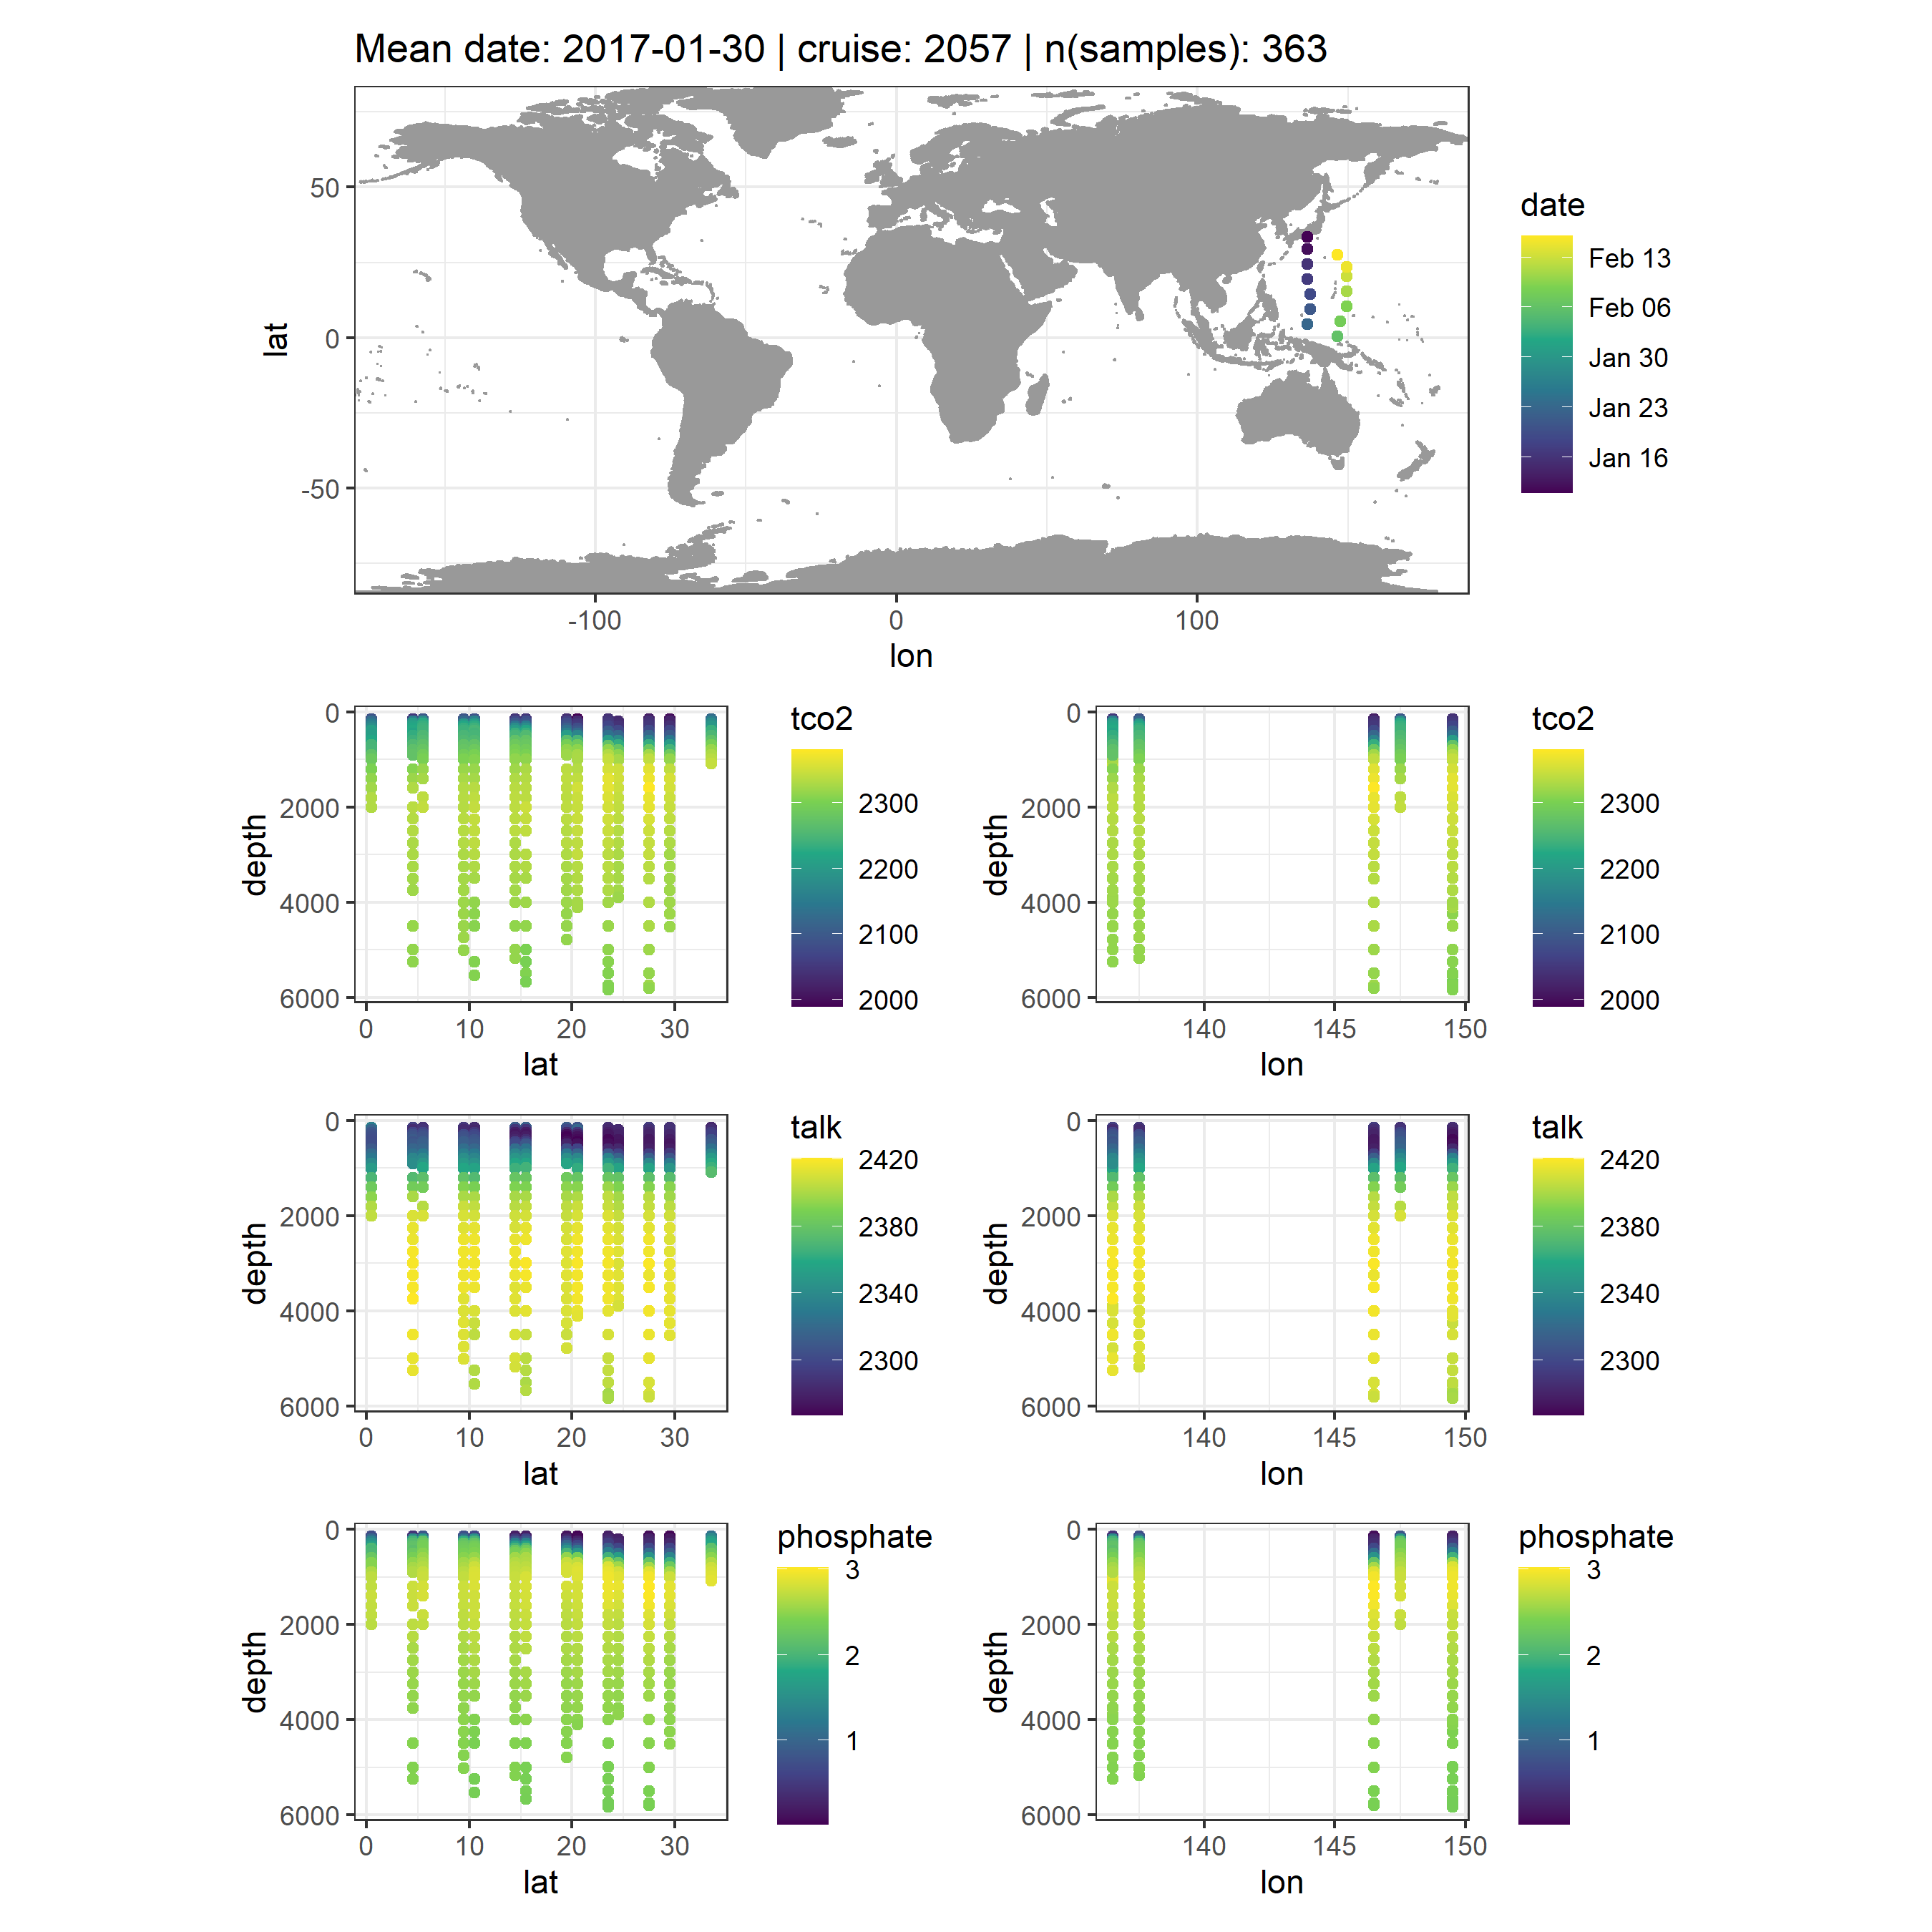 Mean date: 2017-01-30 | cruise: 2057 | n(samples): 363
lat
50
0
-50
-100
0
100
lon
date
Feb 13
Feb 06
Jan 30
Jan 23
Jan 16
depth
0
2000
4000
6000
0
10
20
30
lat
tco2
2300
2200
2100
2000
depth
0
2000
4000
6000
140
145
150
lon
tco2
2300
2200
2100
2000
depth
0
2000
4000
6000
0
10
20
30
lat
talk
2420
2380
2340
2300
depth
0
2000
4000
6000
140
145
150
lon
talk
2420
2380
2340
2300
depth
0
2000
4000
6000
0
10
20
30
lat
phosphate
3
2
1
depth
0
2000
4000
6000
140
145
150
lon
phosphate
3
2
1